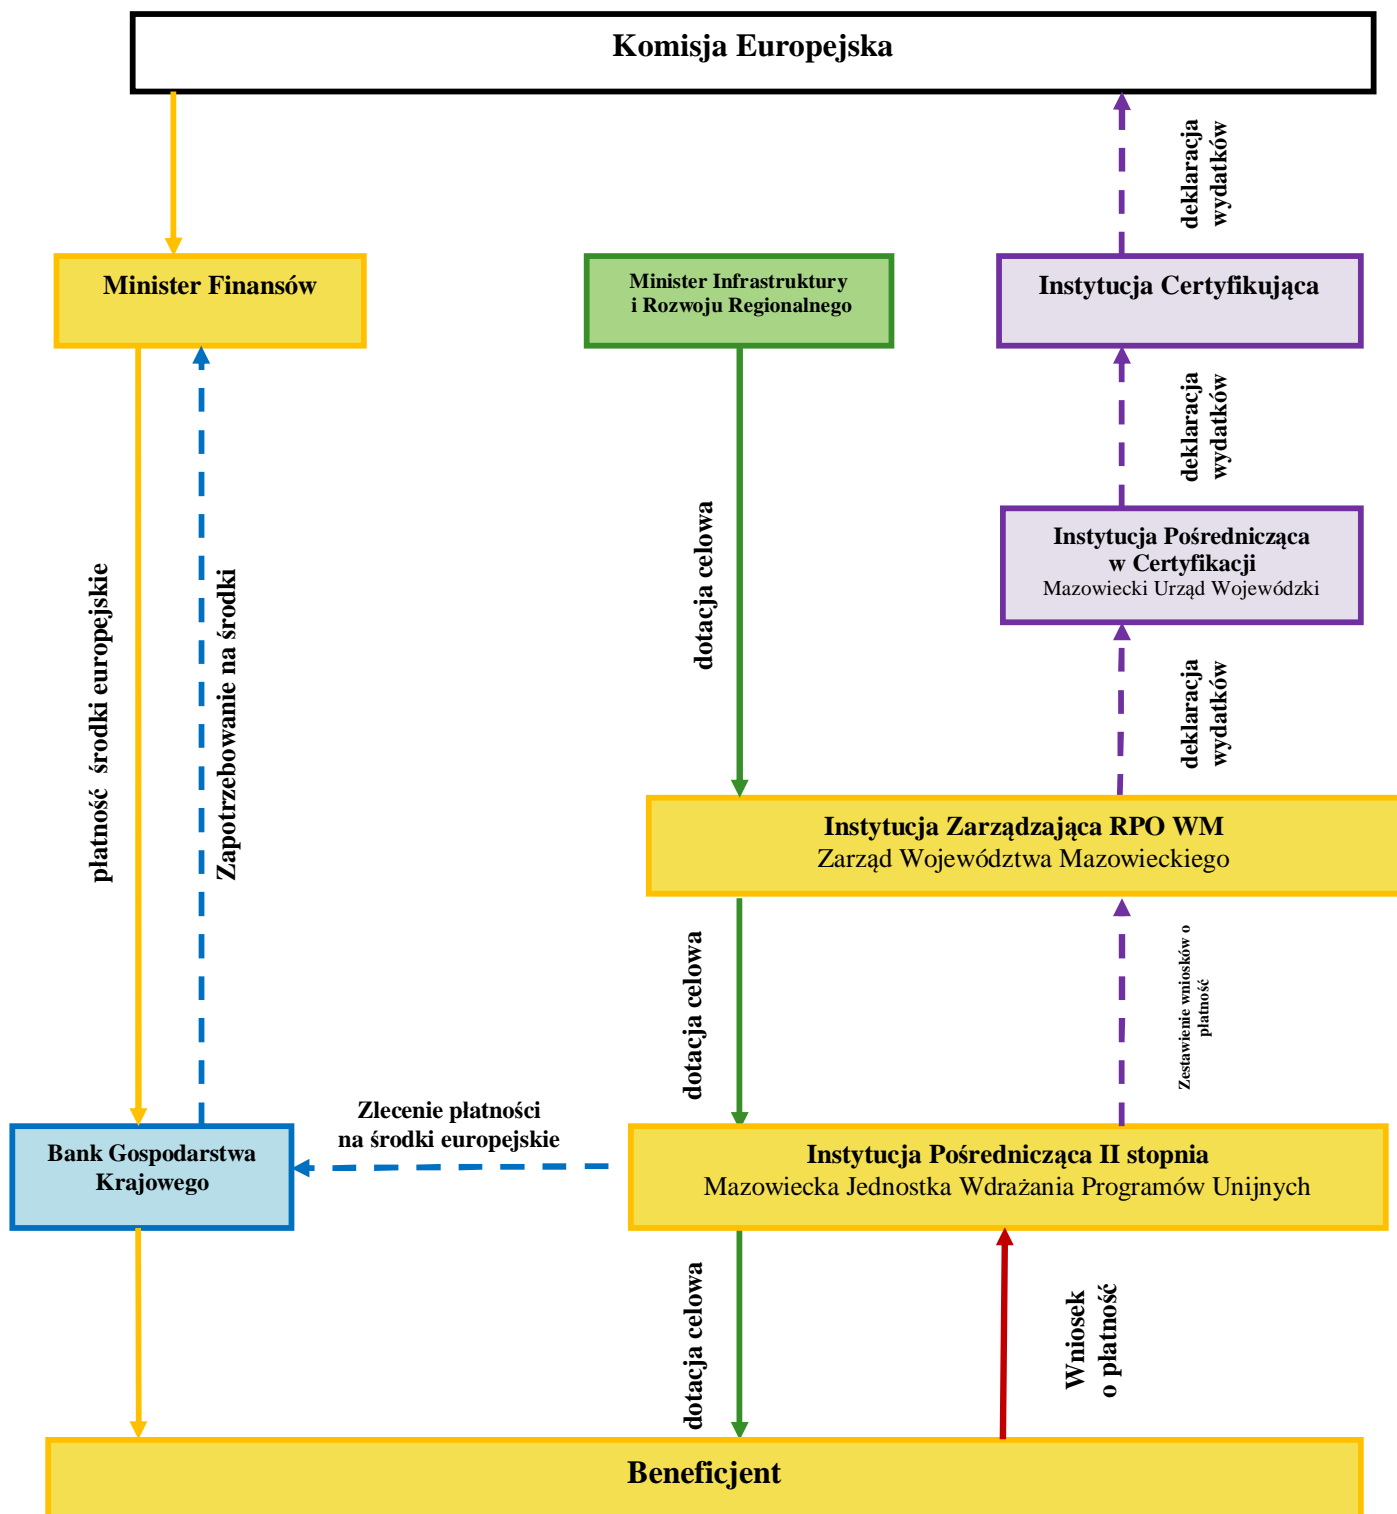 Komisja Europejska
deklaracja
wydatków
Minister Finansów
Minister Infrastruktury
i Rozwoju Regionalnego
Instytucja Certyfikująca
deklaracja
wydatków
płatność środki europejskie
Zapotrzebowanie na środki
dotacja celowa
Instytucja Pośrednicząca
w Certyfikacji
Mazowiecki Urząd Wojewódzki
deklaracja
wydatków
Instytucja Zarządzająca RPO WM
Zarząd Województwa Mazowieckiego
dotacja celowa
Zestawienie wniosków o
płatność
Zlecenie płatności
na środki europejskie
Bank Gospodarstwa
Krajowego
Instytucja Pośrednicząca II stopnia
Mazowiecka Jednostka Wdrażania Programów Unijnych
dotacja celowa
Wniosek
o płatność
Beneficjent